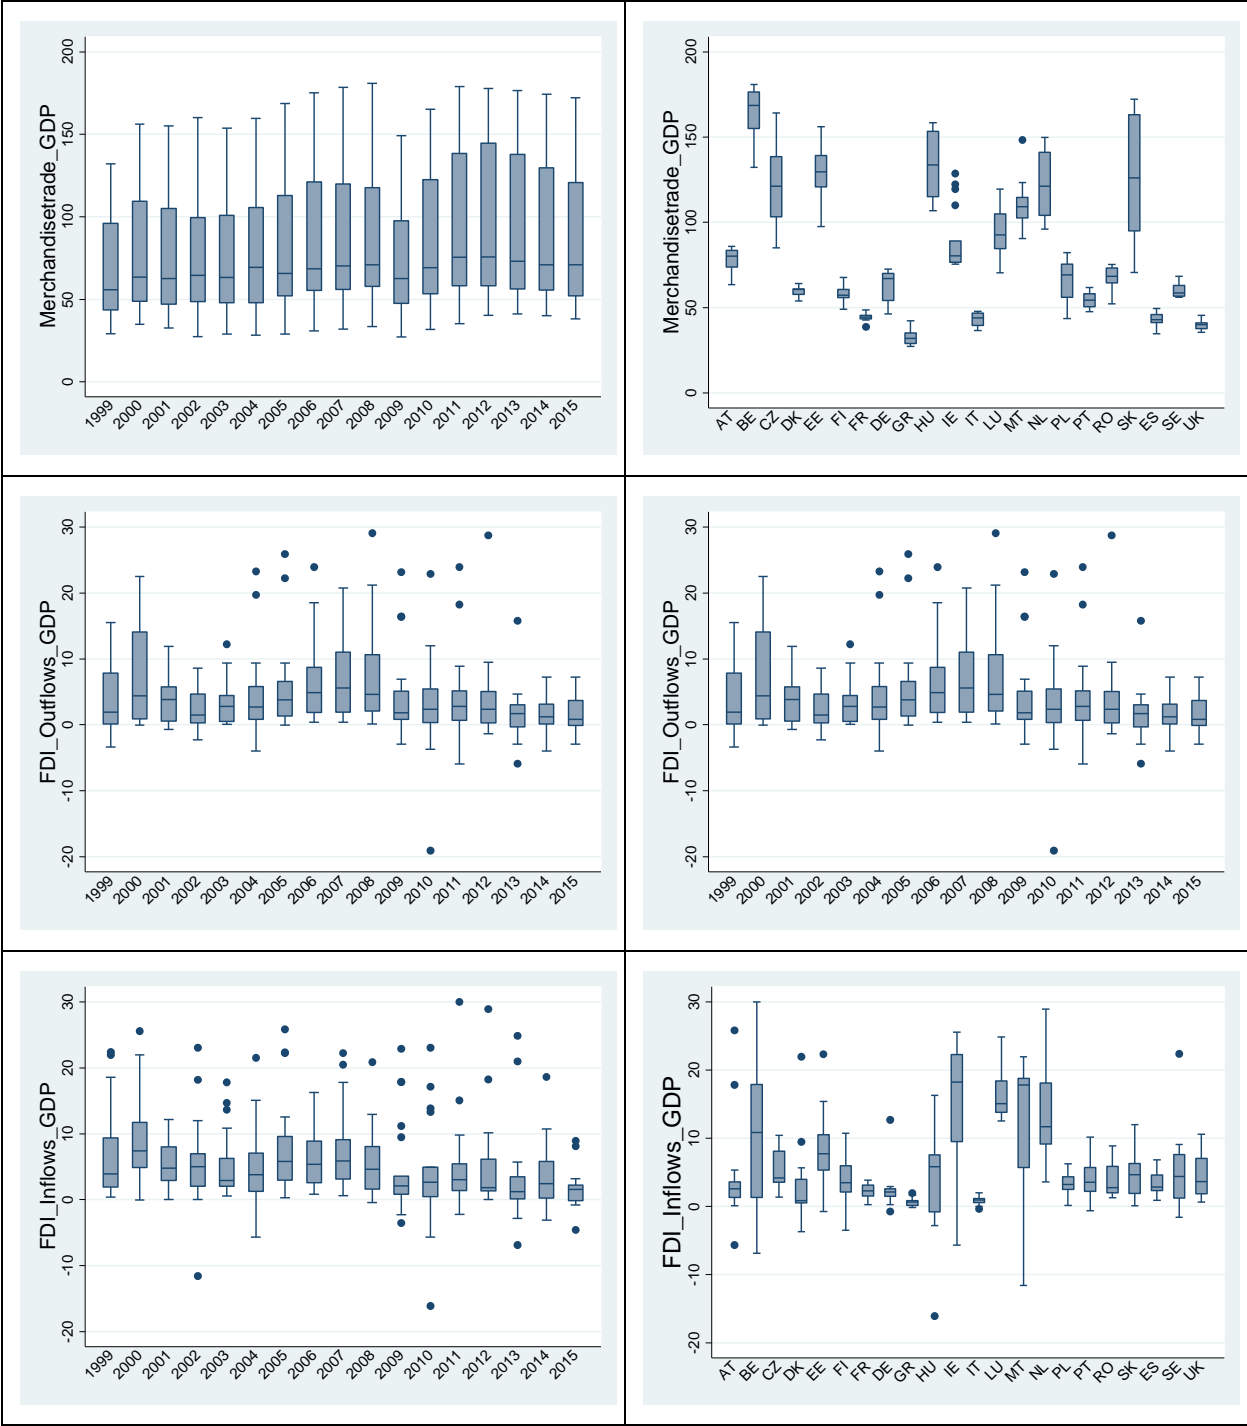 Merchandisetrade_GDP
200
150
100
50
0
1999 2000 2001 2002 2003 2004 2005 2006 2007 2008 2009 2010 2011 2012 2013 2014 2015
Merchandisetrade_GDP
200
150
100
50
0
AT BE CZ DK EE FI FR DE GR HU IE IT LU MT NL PL PT RO SK ES SE UK
FDI_Outflows_GDP
30
20
10
0
-10
-20
1999 2000 2001 2002 2003 2004 2005 2006 2007 2008 2009 2010 2011 2012 2013 2014 2015
FDI_Outflows_GDP
30
20
10
0
-10
-20
1999 2000 2001 2002 2003 2004 2005 2006 2007 2008 2009 2010 2011 2012 2013 2014 2015
FDI_Inflows_GDP
30
20
10
0
-10
-20
1999 2000 2001 2002 2003 2004 2005 2006 2007 2008 2009 2010 2011 2012 2013 2014 2015
FDI_Inflows_GDP
30
20
10
0
-10
-20
AT BE CZ DK EE FI FR DE GR HU IE IT LU MT NL PL PT RO SK ES SE UK